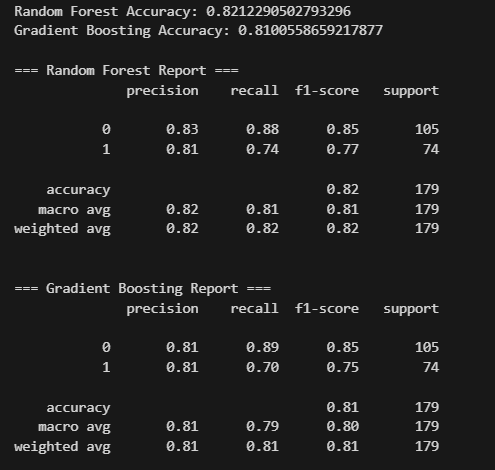 Random Forest Accuracy: 0.8212290502793296
Gradient Boosting Accuracy: 0.8100558659217877
=== Random Forest Report ===
precision recall f1-score support
0 0.83 0.88 0.85 105
1 0.81 0.74 0.77 74
accuracy 0.82 179
macro avg 0.82 0.81 0.81 179
weighted avg 0.82 0.82 0.82 179
=== Gradient Boosting Report ===
precision recall f1-score support
0 0.81 0.89 0.85 105
1 0.81 0.70 0.75 74
accuracy 0.81 179
macro avg 0.81 0.79 0.80 179
weighted avg 0.81 0.81 0.81 179